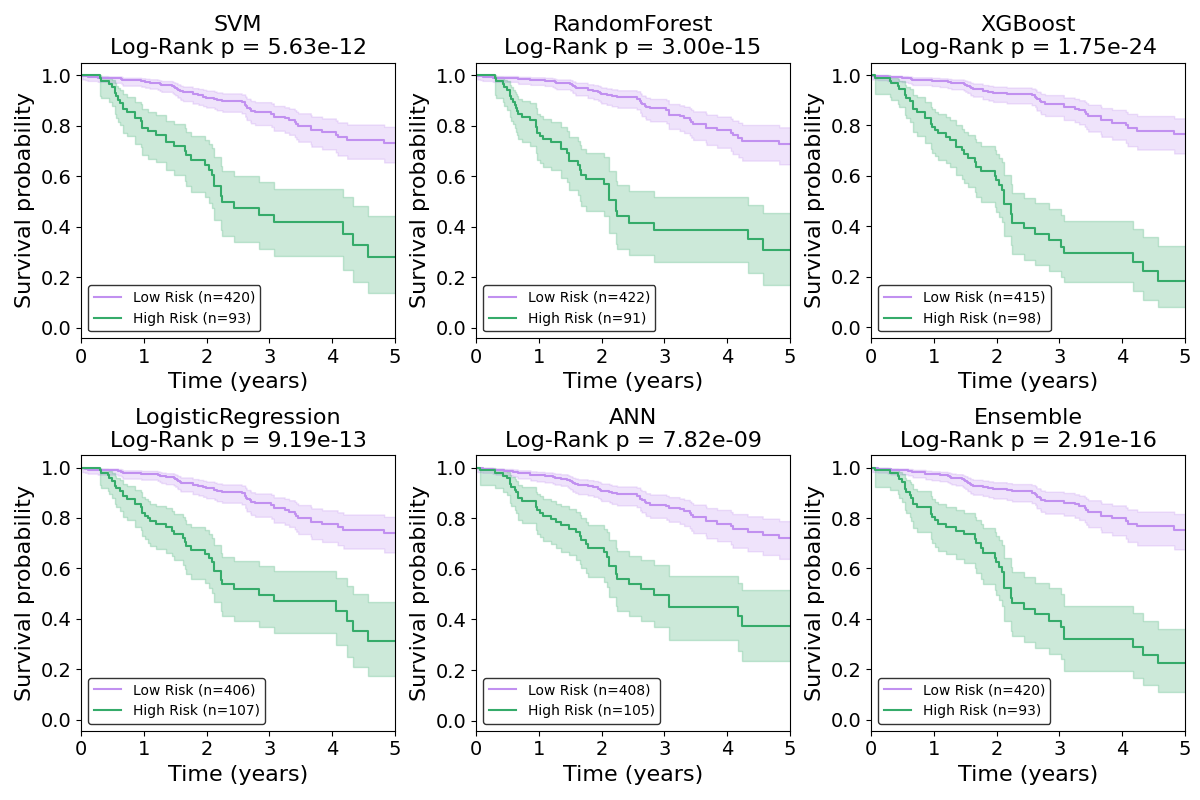 SVM
Log-Rank p = 5.63e-12
Survival probability
1.0
0.8
0.6
0.4
0.2
0.0
Low Risk (n=420)
High Risk (n=93)
0 1 2 3 4 5
Time (years)
RandomForest
Log-Rank p = 3.00e-15
Survival probability
1.0
0.8
0.6
0.4
0.2
0.0
Low Risk (n=422)
High Risk (n=91)
0 1 2 3 4 5
Time (years)
XGBoost
Log-Rank p = 1.75e-24
Survival probability
1.0
0.8
0.6
0.4
0.2
0.0
Low Risk (n=415)
High Risk (n=98)
0 1 2 3 4 5
Time (years)
LogisticRegression
Log-Rank p = 9.19e-13
Survival probability
1.0
0.8
0.6
0.4
0.2
0.0
Low Risk (n=406)
High Risk (n=107)
0 1 2 3 4 5
Time (years)
ANN
Log-Rank p = 7.82e-09
Survival probability
1.0
0.8
0.6
0.4
0.2
0.0
Low Risk (n=408)
High Risk (n=105)
0 1 2 3 4 5
Time (years)
Ensemble
Log-Rank p = 2.91e-16
Survival probability
1.0
0.8
0.6
0.4
0.2
0.0
Low Risk (n=420)
High Risk (n=93)
0 1 2 3 4 5
Time (years)